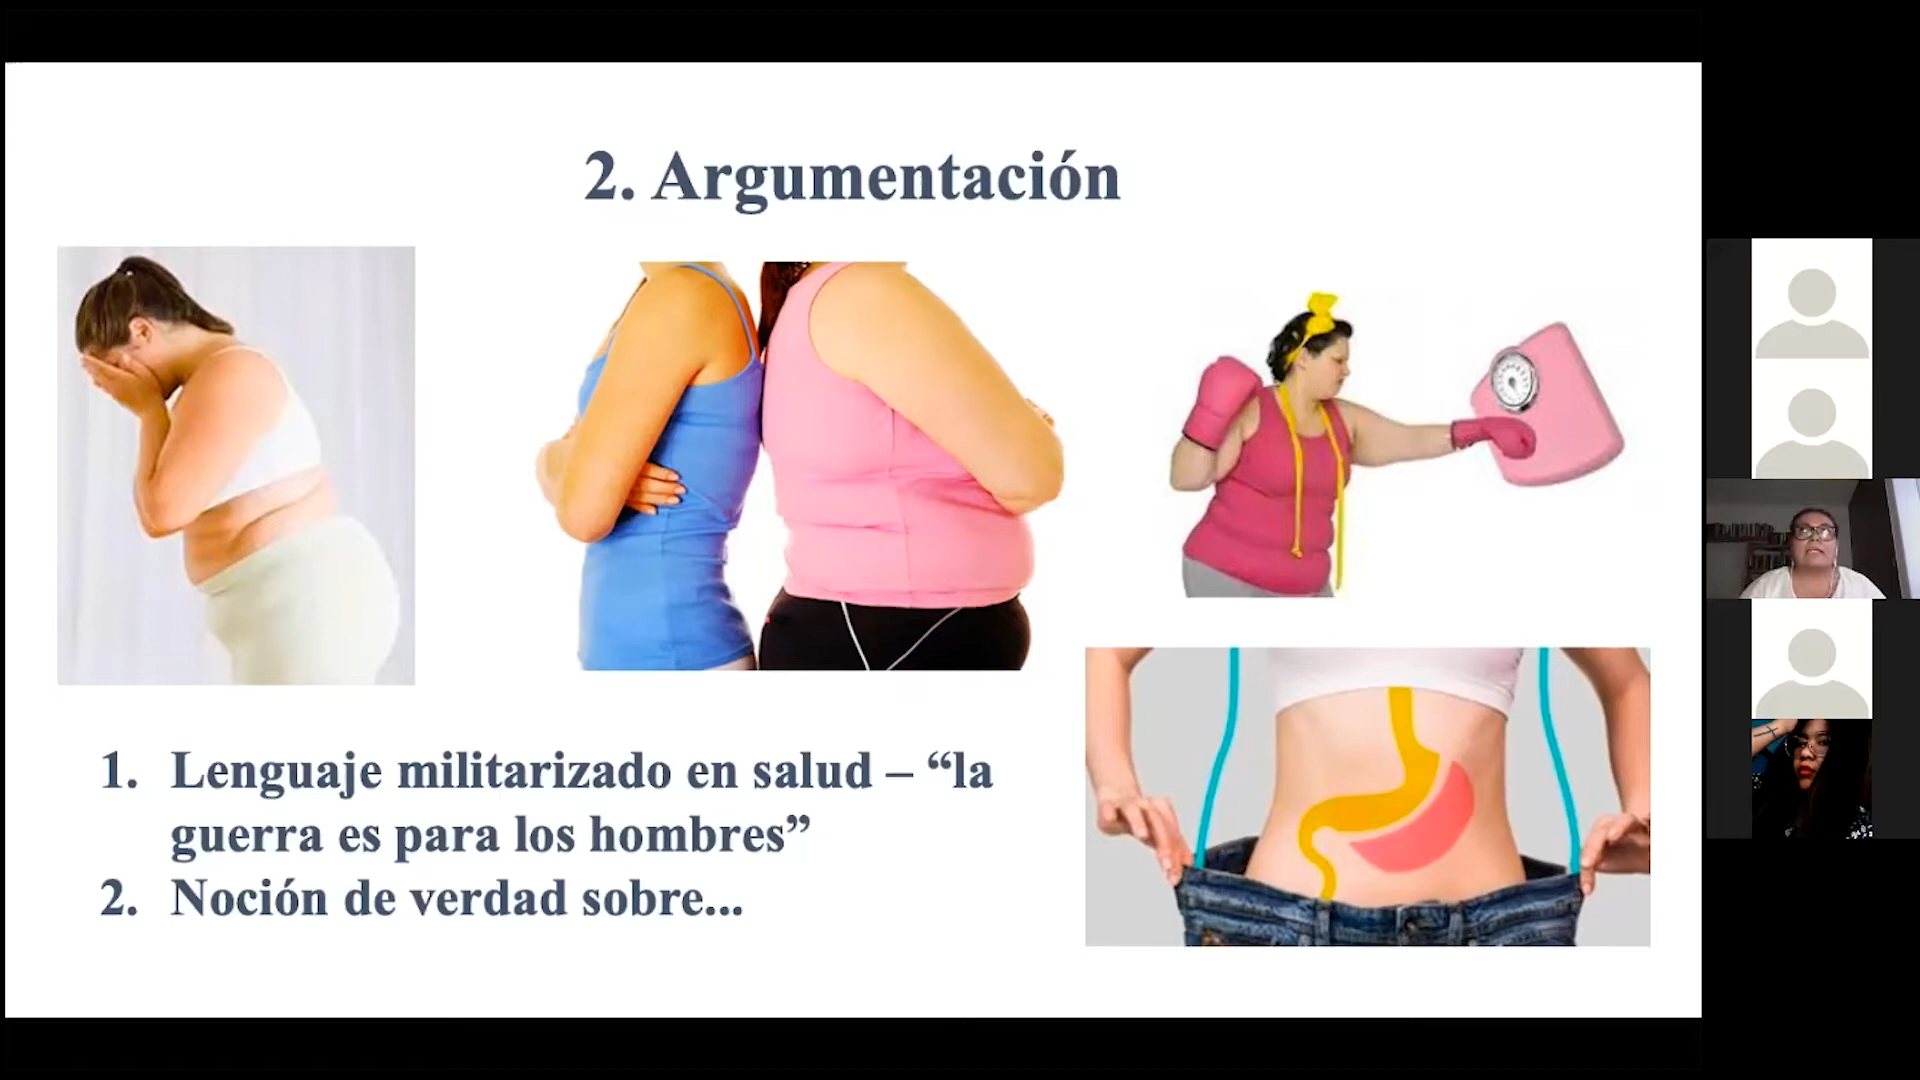 2. Argumentación
1. Lenguaje militarizado en salud – “la
guerra es para los hombres”
2. Noción de verdad sobre...